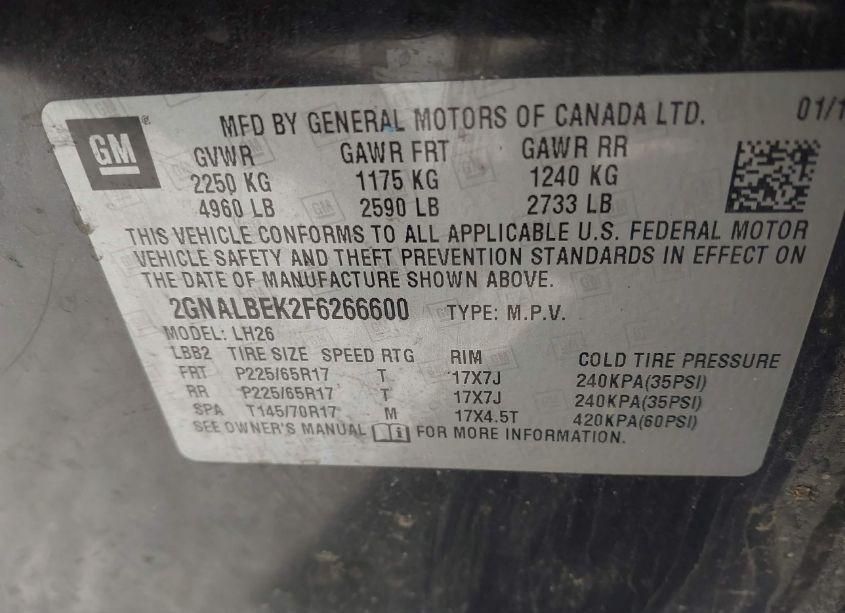 GM
MFD BY GENERAL MOTORS OF CANADA LTD. 01/1
GVWR GAWR FRT GAWR RR
2250 KG 1175 KG 1240 KG
4960 LB 2590 LB 2733 LB
THIS VEHICLE CONFORMS TO ALL APPLICABLE U.S. FEDERAL MOTOR
VEHICLE SAFETY AND THEFT PREVENTION STANDARDS IN EFFECT ON
THE DATE OF MANUFACTURE SHOWN ABOVE.
2GNALBEK2F6266600 TYPE: M.P.V.
MODEL: LH26
LBB2 TIRE SIZE SPEED RTG RIM COLD TIRE PRESSURE
FRT P225/65R17 T 17X7J 240KPA(35PSI)
RR P225/65R17 T 17X7J 240KPA(35PSI)
SPA T145/70R17 M 17X4.5T 420KPA(60PSI)
SEE OWNER'S MANUAL FOR MORE INFORMATION.